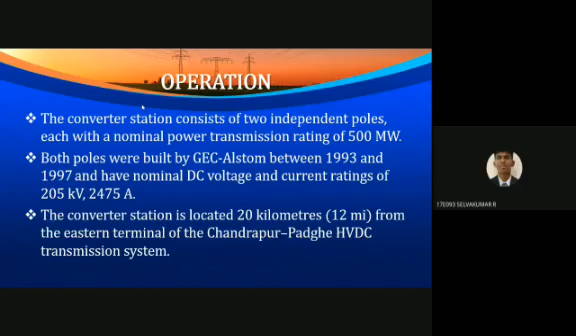 OPERATION
❖ The converter station consists of two independent poles,
each with a nominal power transmission rating of 500 MW.
❖ Both poles were built by GEC-Alstom between 1993 and
1997 and have nominal DC voltage and current ratings of
205 kV, 2475 A.
❖ The converter station is located 20 kilometres (12 mi) from
the eastern terminal of the Chandrapur–Padghe HVDC
transmission system.
17E093 SELVAKUMAR R